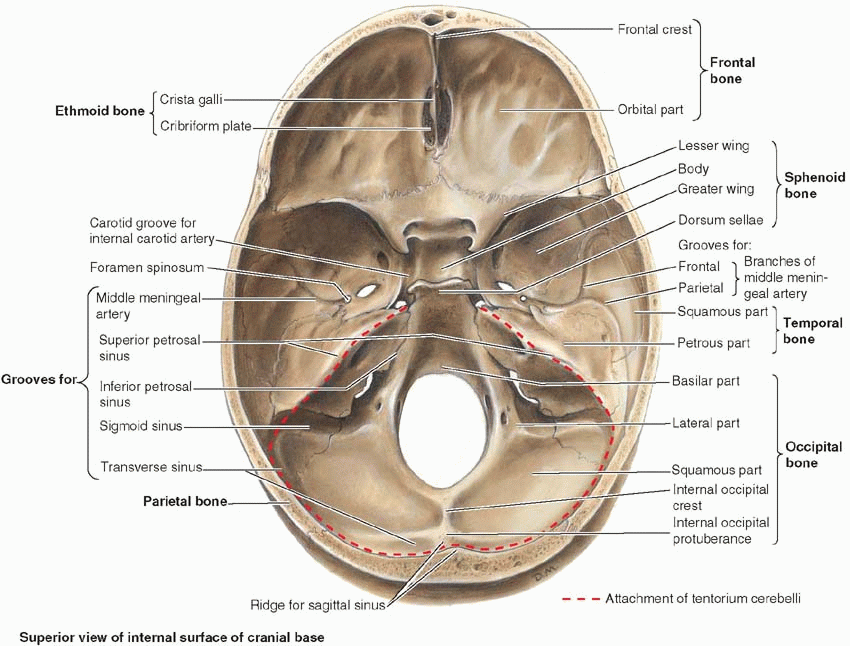 Frontal crest
Frontal
bone
Orbital part
Ethmoid bone
Crista galli
Cribriform plate
Lesser wing
Body
Greater wing
Dorsum sellae
Sphenoid
bone
Carotid groove for
internal carotid artery
Foramen spinosum
Grooves for:
Frontal
Parietal
Branches of
middle menin-
geal artery
Grooves for
Middle meningeal
artery
Superior petrosal
sinus
Inferior petrosal
sinus
Sigmoid sinus
Transverse sinus
Squamous part
Petrous part
Temporal
bone
Basilar part
Lateral part
Squamous part
Internal occipital
crest
Internal occipital
protuberance
Occipital
bone
Parietal bone
Ridge for sagittal sinus
D.M.
Attachment of tentorium cerebelli
Superior view of internal surface of cranial base